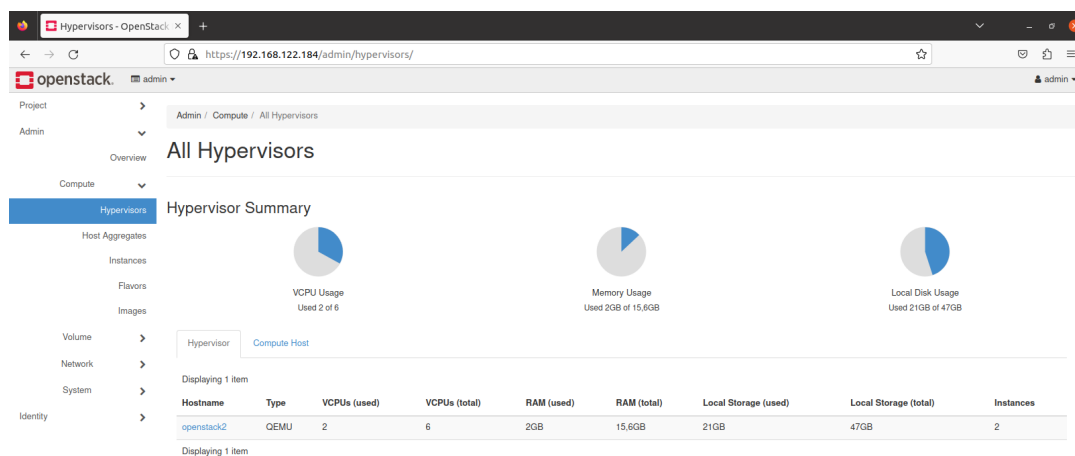 Hypervisors - OpenStack
https://192.168.122.184/admin/hypervisors/
openstack. admin admin
Project
Admin
Overview
Compute
Hypervisors
Host Aggregates
Instances
Flavors
Images
Volume
Network
System
Identity
Admin / Compute / All Hypervisors
All Hypervisors
Hypervisor Summary
VCPU Usage
Used 2 of 6
Memory Usage
Used 2GB of 15,6GB
Local Disk Usage
Used 21GB of 47GB
Hypervisor Compute Host
Displaying 1 item
Hostname Type VCPUs (used) VCPUs (total) RAM (used) RAM (total) Local Storage (used) Local Storage (total) Instances
openstack2 QEMU 2 6 2GB 15,6GB 21GB 47GB 2
Displaying 1 item